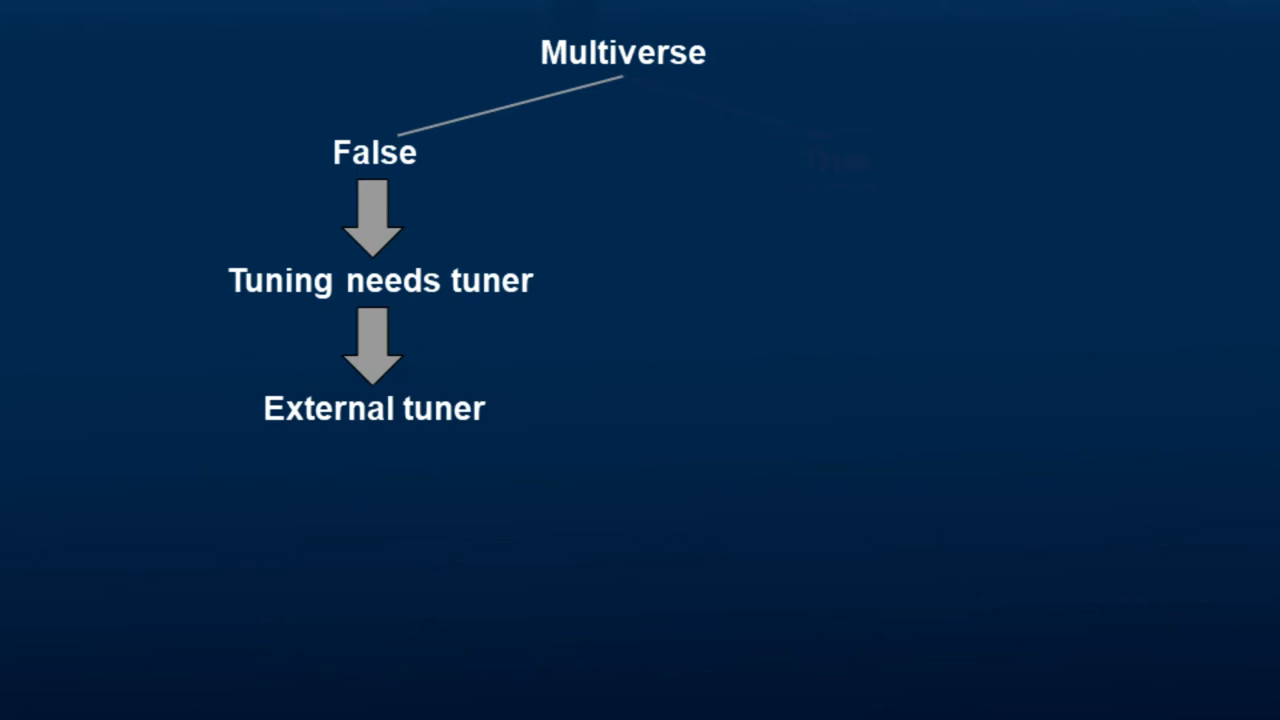 Multiverse
False
Tuning needs tuner
External tuner